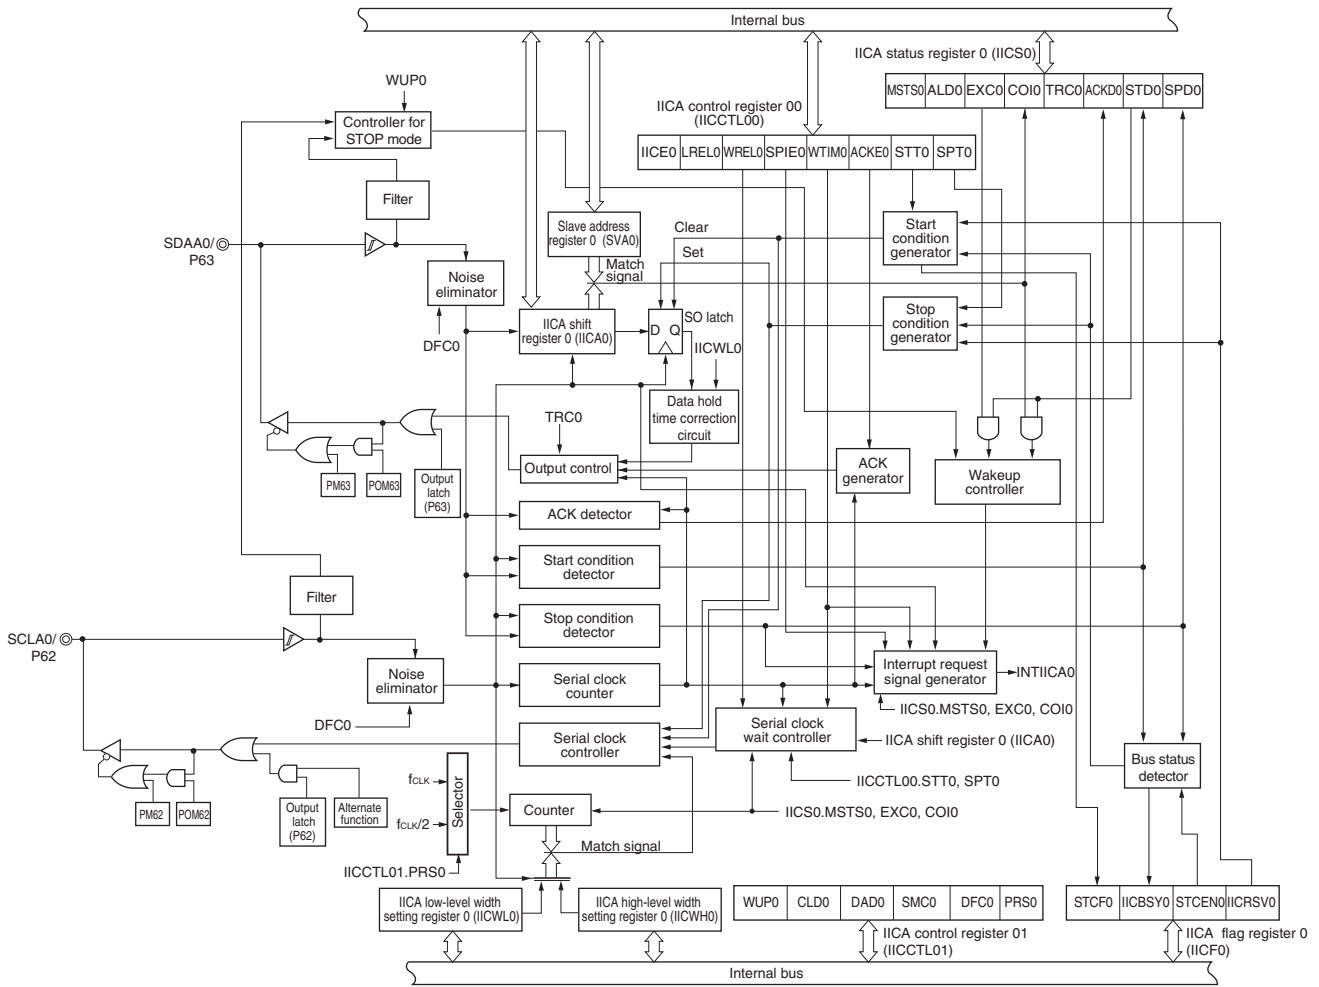 Internal bus
IICA status register 0 (IICS0)
MSTS0 ALD0 EXC0 COI0 TRC0 ACKD0 STD0 SPD0
WUP0
IICA control register 00
(IICCTL00)
Controller for
STOP mode
IICE0 LREL0 WREL0 SPIE0 WTIM0 ACKE0 STT0 SPT0
Filter
SDAA0/
P63
Slave address
register 0 (SVA0)
Clear
Set
Start
condition
generator
Match
signal
Noise
eliminator
DFC0
IICA shift
register 0 (IICA0)
D Q
SO latch
IICWL0
Stop
condition
generator
Data hold
time correction
circuit
TRC0
PM63
POM63
Output
latch
(P63)
Output control
ACK
generator
Wakeup
controller
ACK detector
Start condition
detector
Filter
Stop condition
detector
SCLA0/
P62
Noise
eliminator
DFC0
Serial clock
counter
Interrupt request
signal generator
INTIICA0
IICS0.MSTS0, EXC0, COI0
Serial clock
controller
Serial clock
wait controller
IICA shift register 0 (IICA0)
IICCTL00.STT0, SPT0
Bus status
detector
PM62
POM62
Output
latch
(P62)
Alternate
function
fCLK
fCLK/2
Selector
IICCTL01.PRS0
Counter
IICS0.MSTS0, EXC0, COI0
Match signal
IICA low-level width
setting register 0 (IICWL0)
IICA high-level width
setting register 0 (IICWH0)
WUP0 CLD0 DAD0 SMC0 DFC0 PRS0
IICA control register 01
(IICCTL01)
STCF0 IICBSY0 STCEN0 IICRSV0
IICA flag register 0
(IICF0)
Internal bus